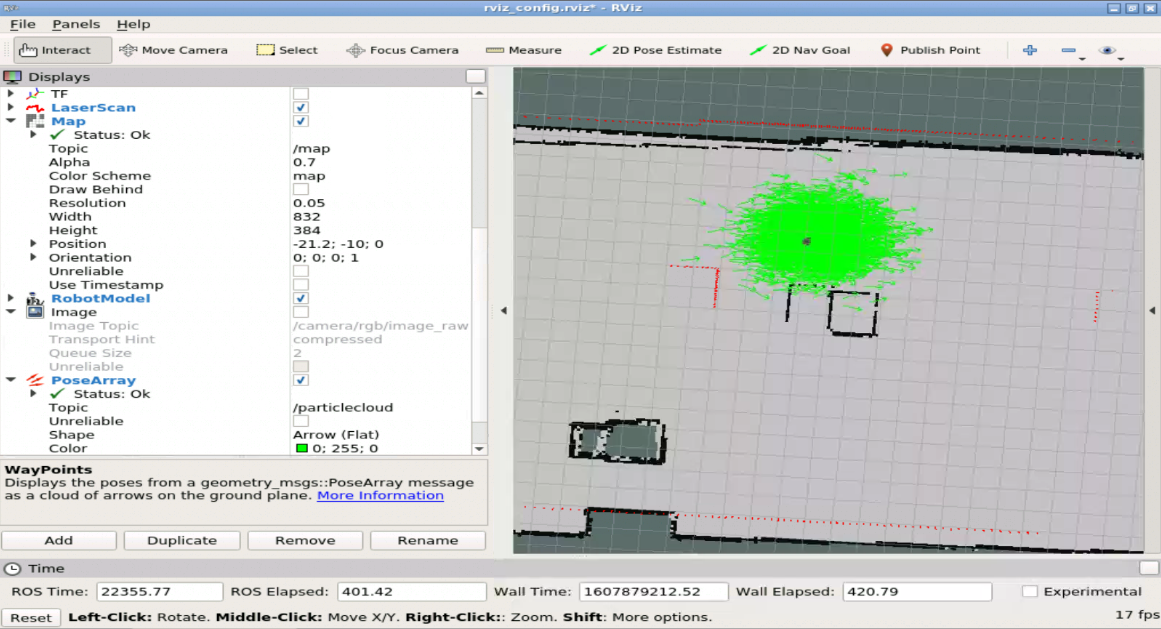 rviz_config.rviz* - RViz
File Panels Help
Interact Move Camera Select Focus Camera Measure 2D Pose Estimate 2D Nav Goal Publish Point
Displays
TF
LaserScan
Map
Status: Ok
Topic /map
Alpha 0.7
Color Scheme map
Draw Behind
Resolution 0.05
Width 832
Height 384
Position -21.2; -10; 0
Orientation 0; 0; 0; 1
Unreliable
Use Timestamp
RobotModel
Image
Image Topic /camera/rgb/image_raw
Transport Hint compressed
Queue Size 2
Unreliable
PoseArray
Status: Ok
Topic /particlecloud
Unreliable
Shape Arrow (Flat)
Color 0; 255; 0
WayPoints
Displays the poses from a geometry_msgs::PoseArray message
as a cloud of arrows on the ground plane. More Information
Add Duplicate Remove Rename
Time
ROS Time: 22355.77 ROS Elapsed: 401.42 Wall Time: 1607879212.52 Wall Elapsed: 420.79 Experimental
Reset Left-Click: Rotate. Middle-Click: Move X/Y. Right-Click:: Zoom. Shift: More options. 17 fps